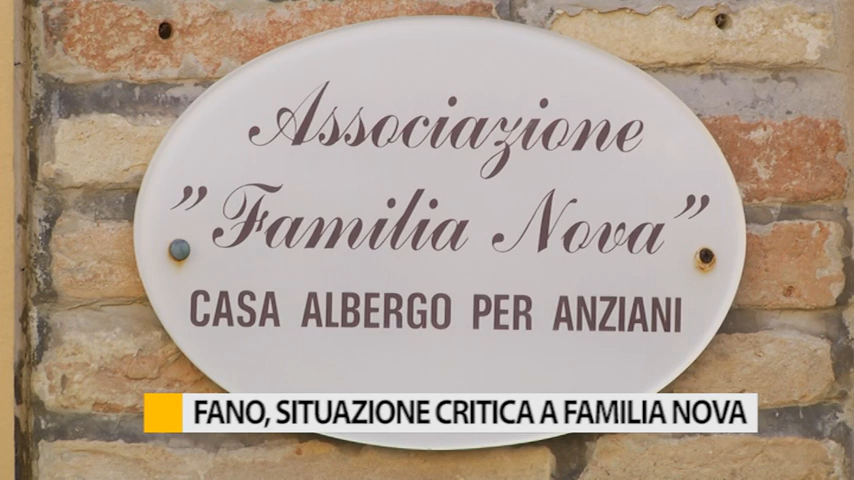 Associazione
”Familia Nova”
CASA ALBERGO PER ANZIANI
FANO, SITUAZIONE CRITICA A FAMILIA NOVA